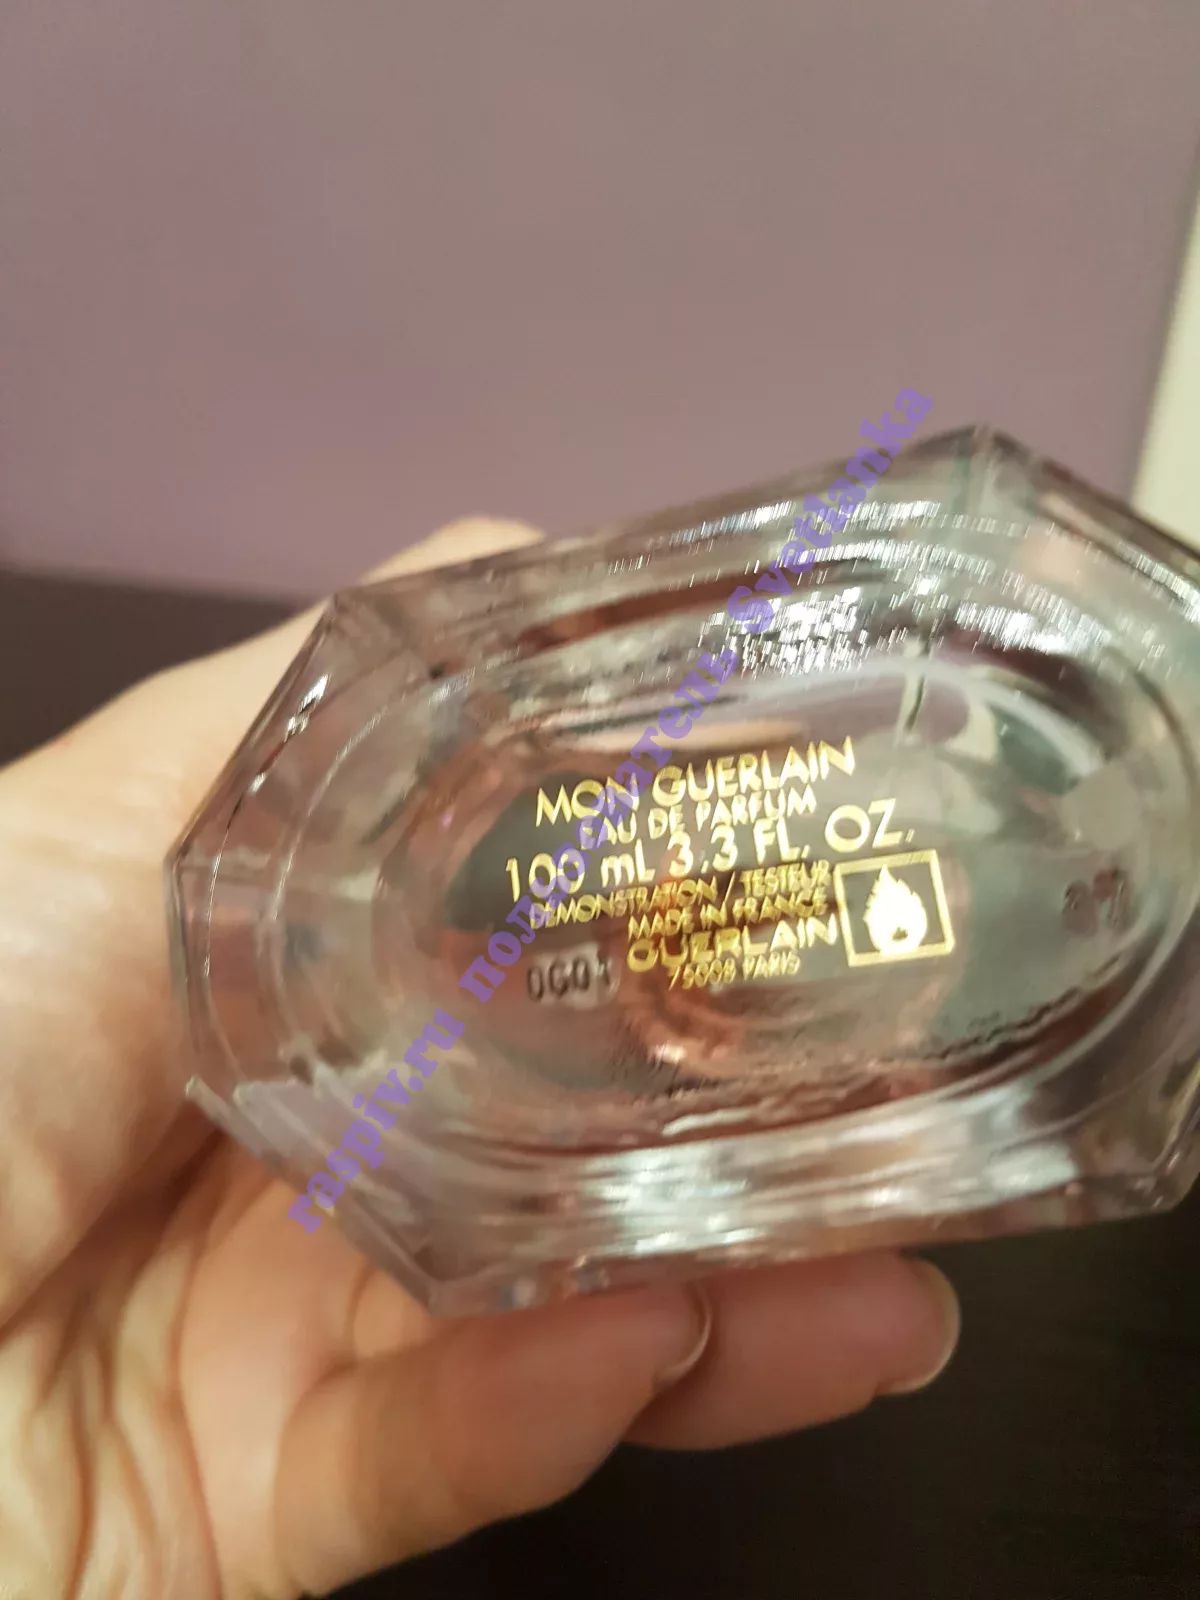 MON GUERLAIN
EAU DE PARFUM
100 mL 3.3 FL. OZ.
DEMONSTRATION / TESTEUR
MADE IN FRANCE
GUERLAIN
75008 PARIS
0G01
raspiv.ru пользователь Svetlanka